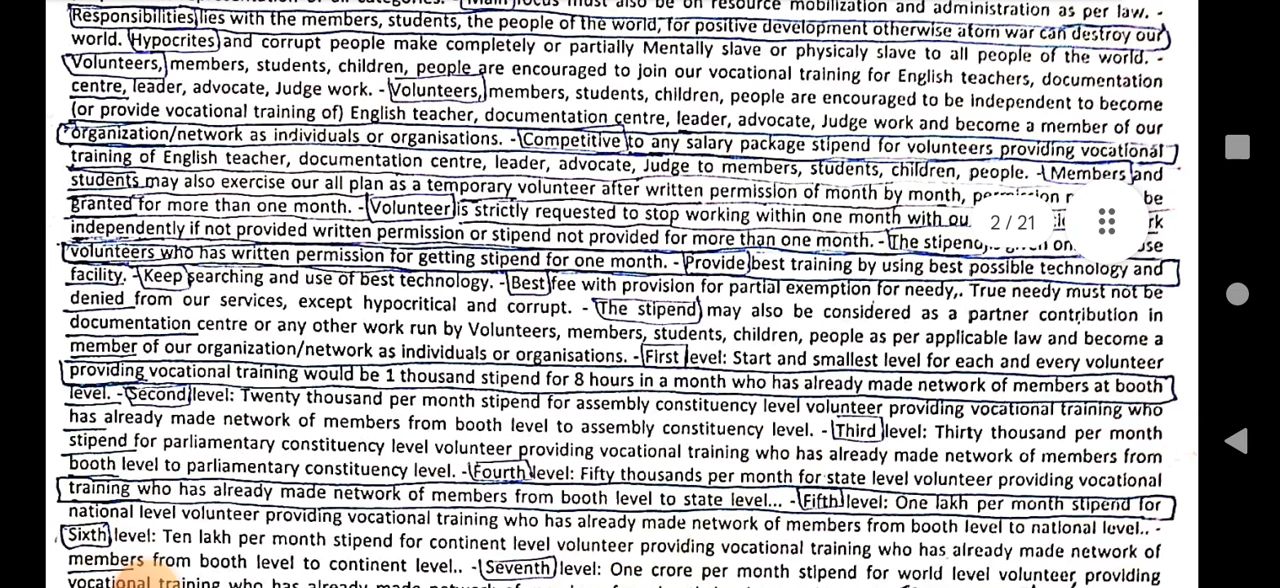 focus must also be on resource mobilization and administration as per law. -
Responsibilities lies with the members, students, the people of the world, for positive development otherwise atom war can destroy our
world. Hypocrites and corrupt people make completely or partially Mentally slave or physicaly slave to all people of the world. -
Volunteers, members, students, children, people are encouraged to join our vocational training for English teachers, documentation
centre, leader, advocate, Judge work. - Volunteers, members, students, children, people are encouraged to be Independent to become
(or provide vocational training of) English teacher, documentation centre, leader, advocate, Judge work and become a member of our
organization/network as individuals or organisations. - Competitive to any salary package stipend for volunteers providing vocational
training of English teacher, documentation centre, leader, advocate, Judge to members, students, children, people. - Members and
students may also exercise our all plan as a temporary volunteer after written permission of month by month, be
granted for more than one month. - Volunteer is strictly requested to stop working within one month with
independently if not provided written permission or stipend not provided for more than one month. - The
volunteers who has written permission for getting stipend for one month. - Provide best training by using best possible technology and
facility. - Keep searching and use of best technology. - Best fee with provision for partial exemption for needy,. True needy must not be
denied from our services, except hypocritical and corrupt. - The stipend may also be considered as a partner contribution in
documentation centre or any other work run by Volunteers, members, students, children, people as per applicable law and become a
member of our organization/network as individuals or organisations. - First level: Start and smallest level for each and every volunteer
providing vocational training would be 1 thousand stipend for 8 hours in a month who has already made network of members at booth
level. - Second level: Twenty thousand per month stipend for assembly constituency level volunteer providing vocational training who
has already made network of members from booth level to assembly constituency level. - Third level: Thirty thousand per month
stipend for parliamentary constituency level volunteer providing vocational training who has already made network of members from
booth level to parliamentary constituency level. - Fourth level: Fifty thousands per month for state level volunteer providing vocational
training who has already made network of members from booth level to state level... - Fifth level: One lakh per month stipend for
national level volunteer providing vocational training who has already made network of members from booth level to national level.. -
Sixth level: Ten lakh per month stipend for continent level volunteer providing vocational training who has already made network of
members from booth level to continent level.. - Seventh level: One crore per month stipend for world level volunteer providing
vocational training who has already made
2 / 21